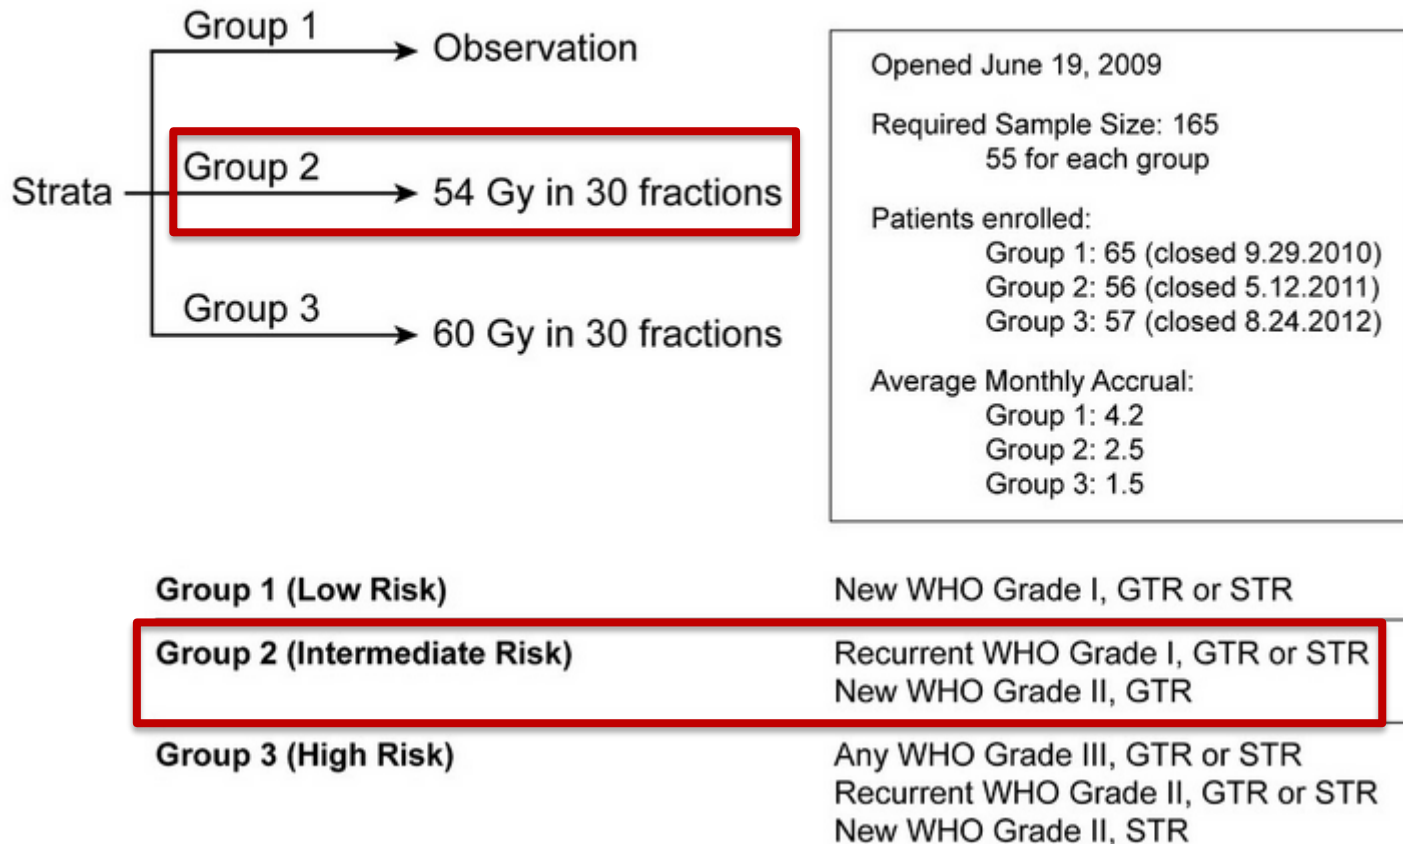 Group 1
Observation
Group 2
Strata
54 Gy in 30 fractions
Group 3
60 Gy in 30 fractions
Opened June 19, 2009
Required Sample Size: 165
55 for each group
Patients enrolled:
Group 1: 65 (closed 9.29.2010)
Group 2: 56 (closed 5.12.2011)
Group 3: 57 (closed 8.24.2012)
Average Monthly Accrual:
Group 1: 4.2
Group 2: 2.5
Group 3: 1.5
Group 1 (Low Risk) New WHO Grade I, GTR or STR
Group 2 (Intermediate Risk) Recurrent WHO Grade I, GTR or STR
New WHO Grade II, GTR
Group 3 (High Risk) Any WHO Grade III, GTR or STR
Recurrent WHO Grade II, GTR or STR
New WHO Grade II, STR